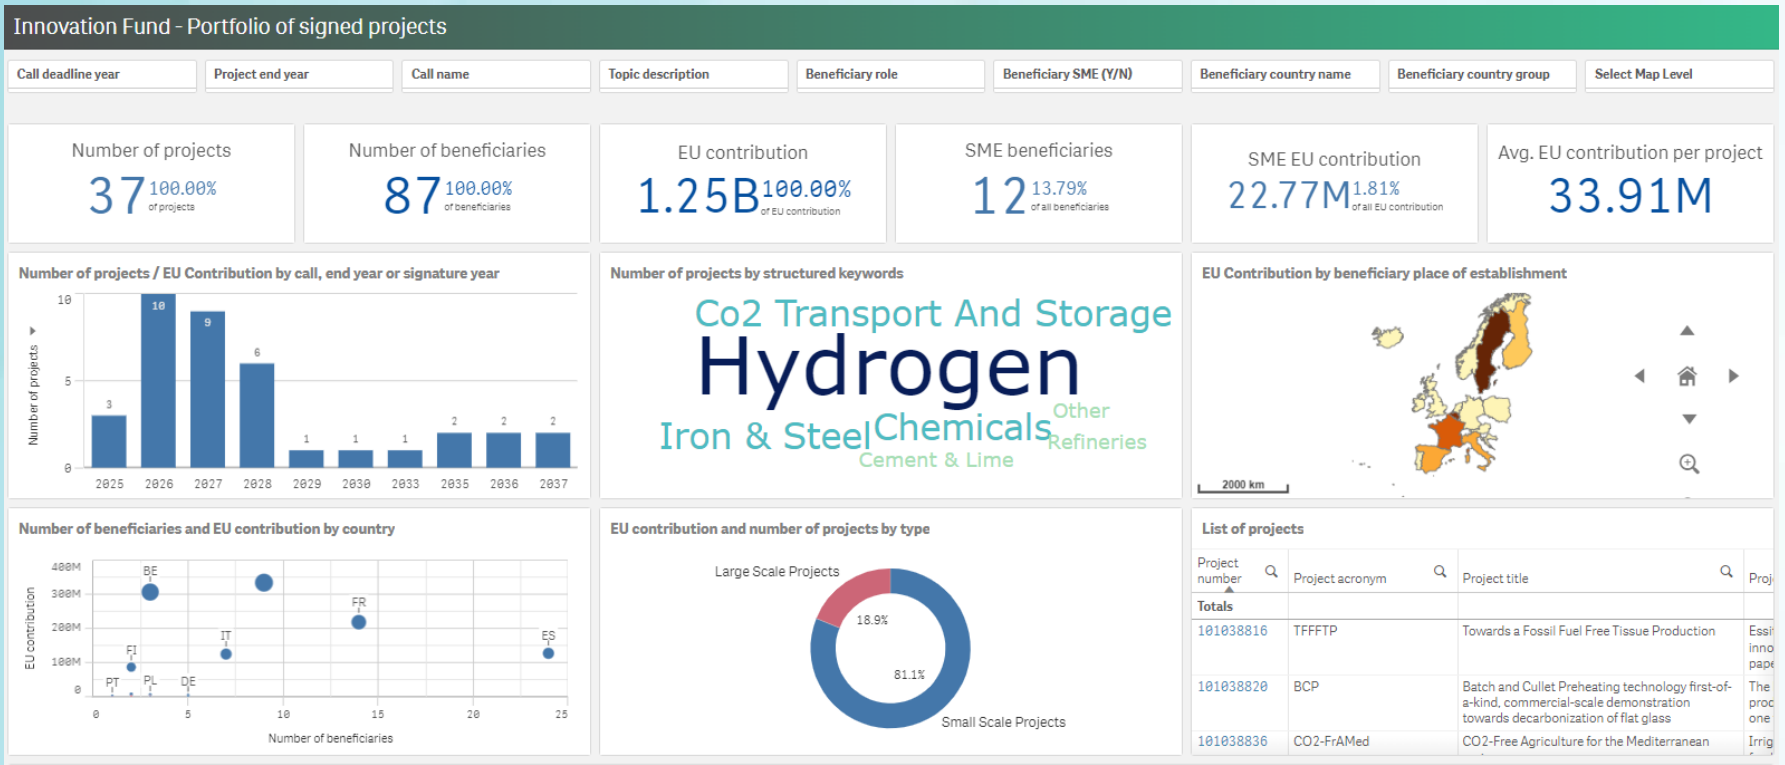 Innovation Fund - Portfolio of signed projects
Call deadline year
Project end year
Call name
Topic description
Beneficiary role
Beneficiary SME (Y/N)
Beneficiary country name
Beneficiary country group
Select Map Level
Number of projects
37 100.00%
of projects
Number of beneficiaries
87 100.00%
of beneficiaries
EU contribution
1.25B 100.00%
of EU contribution
SME beneficiaries
12 13.79%
of all beneficiaries
SME EU contribution
22.77M 1.81%
of all EU contribution
Avg. EU contribution per project
33.91M
Number of projects / EU Contribution by call, end year or signature year
Number of projects
10
5
0
3
10
9
6
1
1
1
2
2
2
2025 2026 2027 2028 2029 2030 2033 2035 2036 2037
Number of projects by structured keywords
Co2 Transport And Storage
Hydrogen
Iron & Steel
Chemicals
Other
Refineries
Cement & Lime
EU Contribution by beneficiary place of establishment
2000 km
Number of beneficiaries and EU contribution by country
EU contribution
400M
300M
200M
100M
0
BE
FR
IT
ES
FI
PT
PL
DE
0 5 10 15 20 25
Number of beneficiaries
EU contribution and number of projects by type
Large Scale Projects
18.9%
81.1%
Small Scale Projects
List of projects
Project
number
Project acronym
Project title
Proj
Totals
101038816 TFFFTP Towards a Fossil Fuel Free Tissue Production Essi
inno
pape
101038820 BCP Batch and Cullet Preheating technology first-of- The
a-kind, commercial-scale demonstration proc
towards decarbonization of flat glass one
101038836 CO2-FrAMed CO2-Free Agriculture for the Mediterranean Irrig